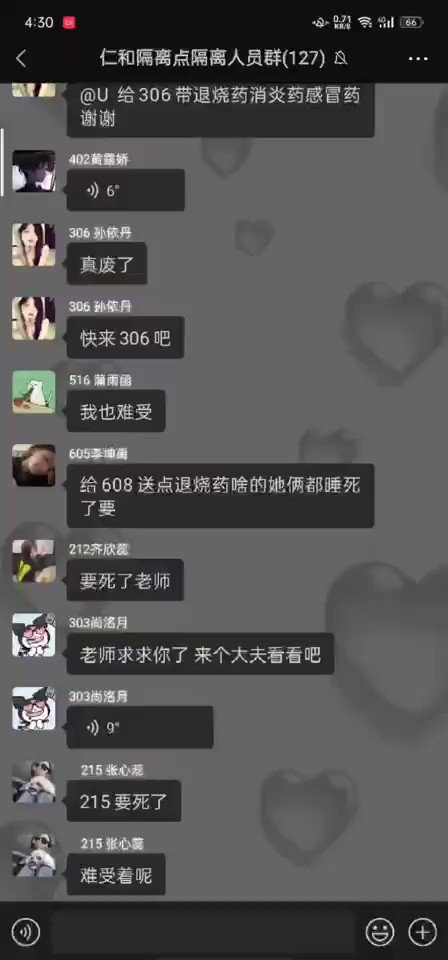 4:30
0.71
KB/S
66
仁和隔离点隔离人员群(127)
@U 给 306 带退烧药消炎药感冒药
谢谢
402黄露娇
6"
306 孙依丹
真废了
306 孙依丹
快来 306 吧
516 蒲雨函
我也难受
605李坤禹
给 608 送点退烧药啥的她俩都睡死
了要
212齐欣蕊
要死了老师
303尚洺月
老师求求你了 来个大夫看看吧
303尚洺月
9"
215 张心蕊
215 要死了
215 张心蕊
难受着呢